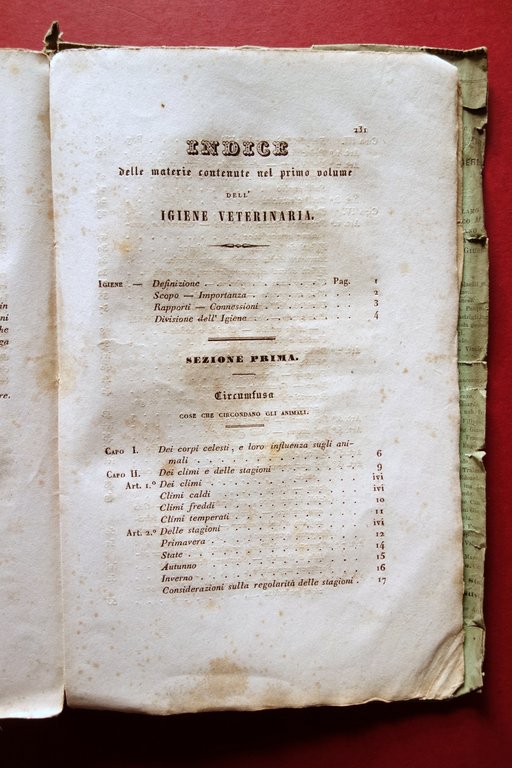 231
INDICE
delle materie contenute nel primo volume
DELL'
IGIENE VETERINARIA.
IGIENE — Definizione . . . . . . . . . . . . . Pag. 1
Scopo — Importanza . . . . . . . . . . . . . 2
Rapporti — Connessioni . . . . . . . . . . . . 3
Divisione dell' Igiene . . . . . . . . . . . . . 4
SEZIONE PRIMA.
Circumfusa
COSE CHE CIRCONDANO GLI ANIMALI.
CAPO I. Dei corpi celesti, e loro influenza sugli ani-
mali . . . . . . . . . . . . . . . 6
CAPO II. Dei climi e delle stagioni . . . . . . . . 9
Art. 1.º Dei climi . . . . . . . . . . . . . ivi
Climi caldi . . . . . . . . . . . . . ivi
Climi freddi . . . . . . . . . . . . . 10
Climi temperati . . . . . . . . . . . . 11
Art. 2.º Delle stagioni . . . . . . . . . . . . ivi
Primavera . . . . . . . . . . . . . 12
State . . . . . . . . . . . . . . . 14
Autunno . . . . . . . . . . . . . . 15
Inverno . . . . . . . . . . . . . . 16
Considerazioni sulla regolarità delle stagioni . 17